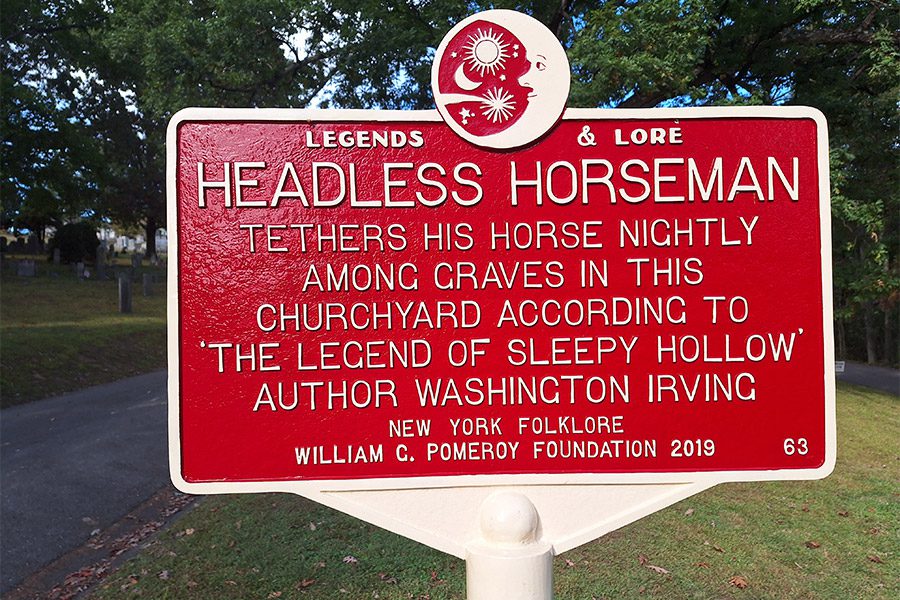 LEGENDS & LORE
HEADLESS HORSEMAN
TETHERS HIS HORSE NIGHTLY
AMONG GRAVES IN THIS
CHURCHYARD ACCORDING TO
'THE LEGEND OF SLEEPY HOLLOW'
AUTHOR WASHINGTON IRVING
NEW YORK FOLKLORE
WILLIAM G. POMEROY FOUNDATION 2019 63